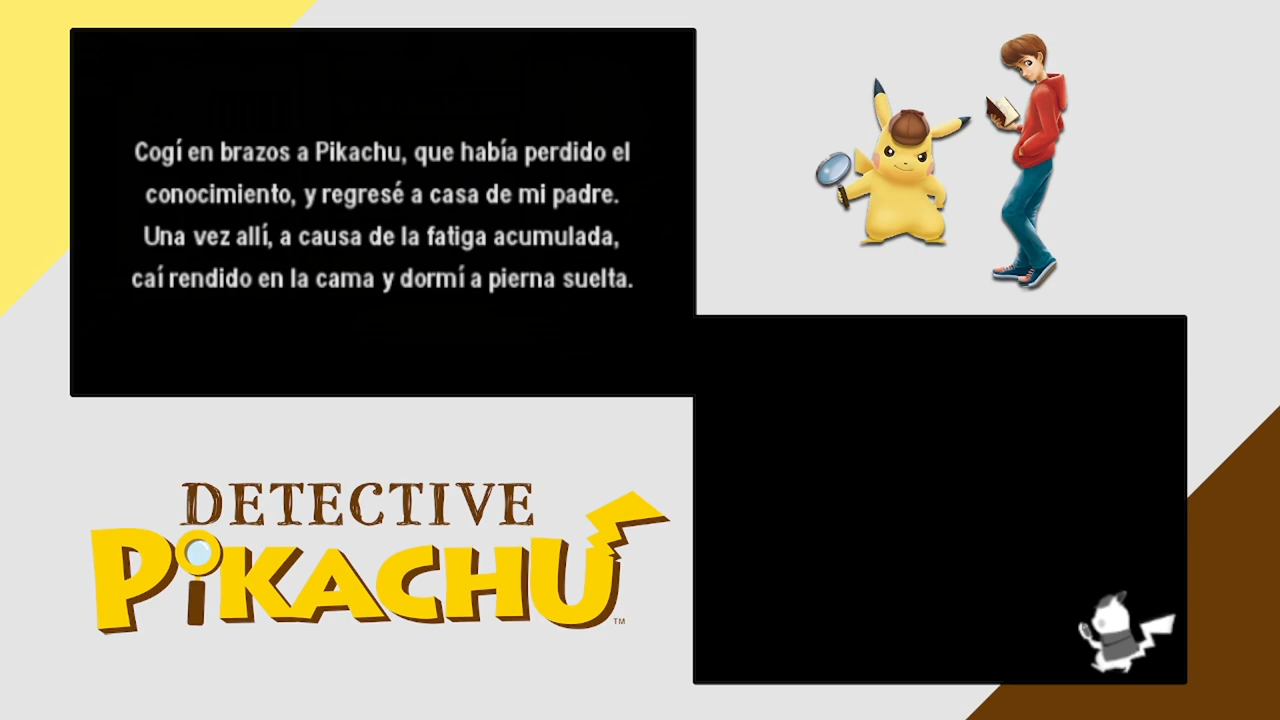 Cogí en brazos a Pikachu, que había perdido el
conocimiento, y regresé a casa de mi padre.
Una vez allí, a causa de la fatiga acumulada,
caí rendido en la cama y dormí a pierna suelta.
DETECTIVE
PiKACHU
TM